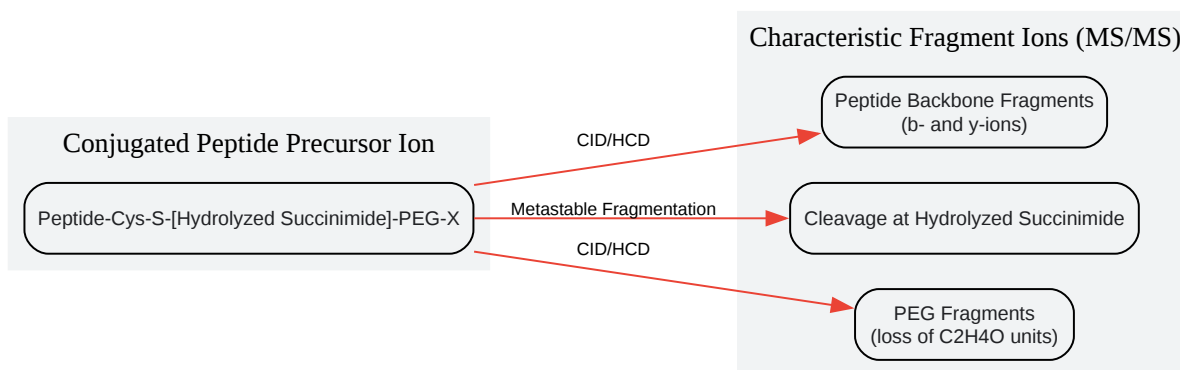 Conjugated Peptide Precursor Ion
Peptide-Cys-S-[Hydrolyzed Succinimide]-PEG-X
CID/HCD
Metastable Fragmentation
CID/HCD
Characteristic Fragment Ions (MS/MS)
Peptide Backbone Fragments
(b- and y-ions)
Cleavage at Hydrolyzed Succinimide
PEG Fragments
(loss of C2H4O units)